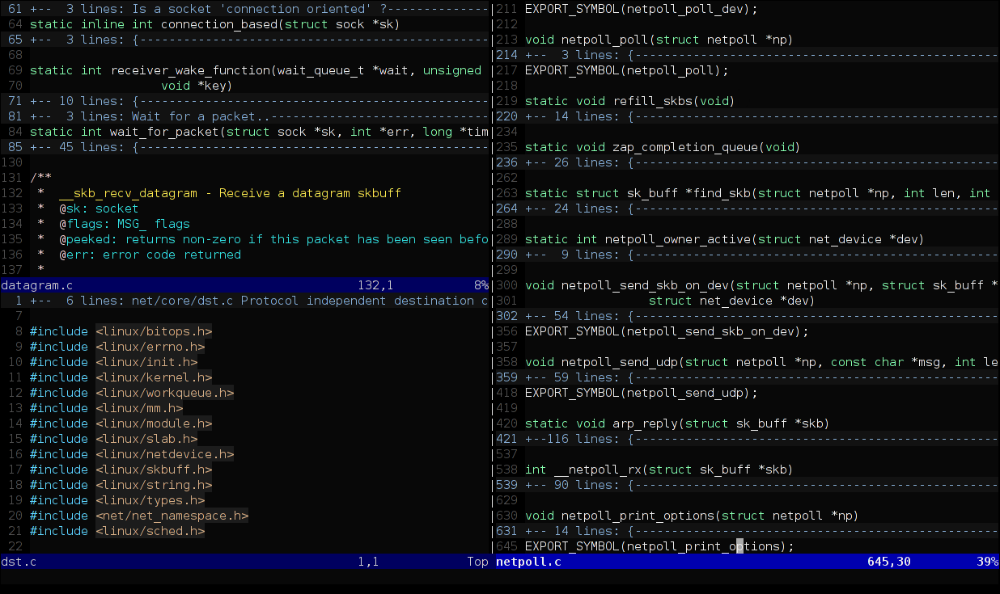 61 +--  3 lines: Is a socket 'connection oriented' ?--------------
64 static inline int connection_based(struct sock *sk)
65 +--  3 lines: {------------------------------------------------
68
69 static int receiver_wake_function(wait_queue_t *wait, unsigned
70                   void *key)
71 +-- 10 lines: {------------------------------------------------
81 +--  3 lines: Wait for a packet..------------------------------
84 static int wait_for_packet(struct sock *sk, int *err, long *tim
85 +-- 45 lines: {------------------------------------------------
130
131 /**
132  *  __skb_recv_datagram - Receive a datagram skbuff
133  *  @sk: socket
134  *  @flags: MSG_ flags
135  *  @peeked: returns non-zero if this packet has been seen befo
136  *  @err: error code returned
137  *
datagram.c 132,1 8%
1 +--  6 lines: net/core/dst.c Protocol independent destination c
7
8 #include <linux/bitops.h>
9 #include <linux/errno.h>
10 #include <linux/init.h>
11 #include <linux/kernel.h>
12 #include <linux/workqueue.h>
13 #include <linux/mm.h>
14 #include <linux/module.h>
15 #include <linux/slab.h>
16 #include <linux/netdevice.h>
17 #include <linux/skbuff.h>
18 #include <linux/string.h>
19 #include <linux/types.h>
20 #include <net/net_namespace.h>
21 #include <linux/sched.h>
22
dst.c 1,1 Top
211 EXPORT_SYMBOL(netpoll_poll_dev);
212
213 void netpoll_poll(struct netpoll *np)
214 +--  3 lines: {--------------------------------------------------
217 EXPORT_SYMBOL(netpoll_poll);
218
219 static void refill_skbs(void)
220 +-- 14 lines: {--------------------------------------------------
234
235 static void zap_completion_queue(void)
236 +-- 26 lines: {--------------------------------------------------
262
263 static struct sk_buff *find_skb(struct netpoll *np, int len, int
264 +-- 24 lines: {--------------------------------------------------
288
289 static int netpoll_owner_active(struct net_device *dev)
290 +--  9 lines: {--------------------------------------------------
299
300 void netpoll_send_skb_on_dev(struct netpoll *np, struct sk_buff *
301                  struct net_device *dev)
302 +-- 54 lines: {--------------------------------------------------
356 EXPORT_SYMBOL(netpoll_send_skb_on_dev);
357
358 void netpoll_send_udp(struct netpoll *np, const char *msg, int le
359 +-- 59 lines: {--------------------------------------------------
418 EXPORT_SYMBOL(netpoll_send_udp);
419
420 static void arp_reply(struct sk_buff *skb)
421 +--116 lines: {--------------------------------------------------
537
538 int __netpoll_rx(struct sk_buff *skb)
539 +-- 90 lines: {--------------------------------------------------
629
630 void netpoll_print_options(struct netpoll *np)
631 +-- 14 lines: {--------------------------------------------------
645 EXPORT_SYMBOL(netpoll_print_options);
netpoll.c 645,30 39%